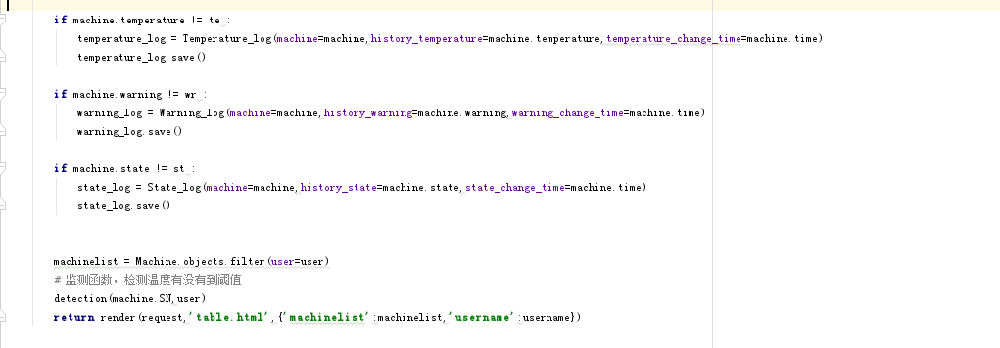 if machine.temperature != te :
temperature_log = Temperature_log(machine=machine,history_temperature=machine.temperature,temperature_change_time=machine.time)
temperature_log.save()
if machine.warning != wr :
warning_log = Warning_log(machine=machine,history_warning=machine.warning,warning_change_time=machine.time)
warning_log.save()
if machine.state != st :
state_log = State_log(machine=machine,history_state=machine.state,state_change_time=machine.time)
state_log.save()
machinelist = Machine.objects.filter(user=user)
# 监测函数，检测温度有没有到阈值
detection(machine.SN,user)
return render(request,'table.html',{'machinelist':machinelist,'username':username})